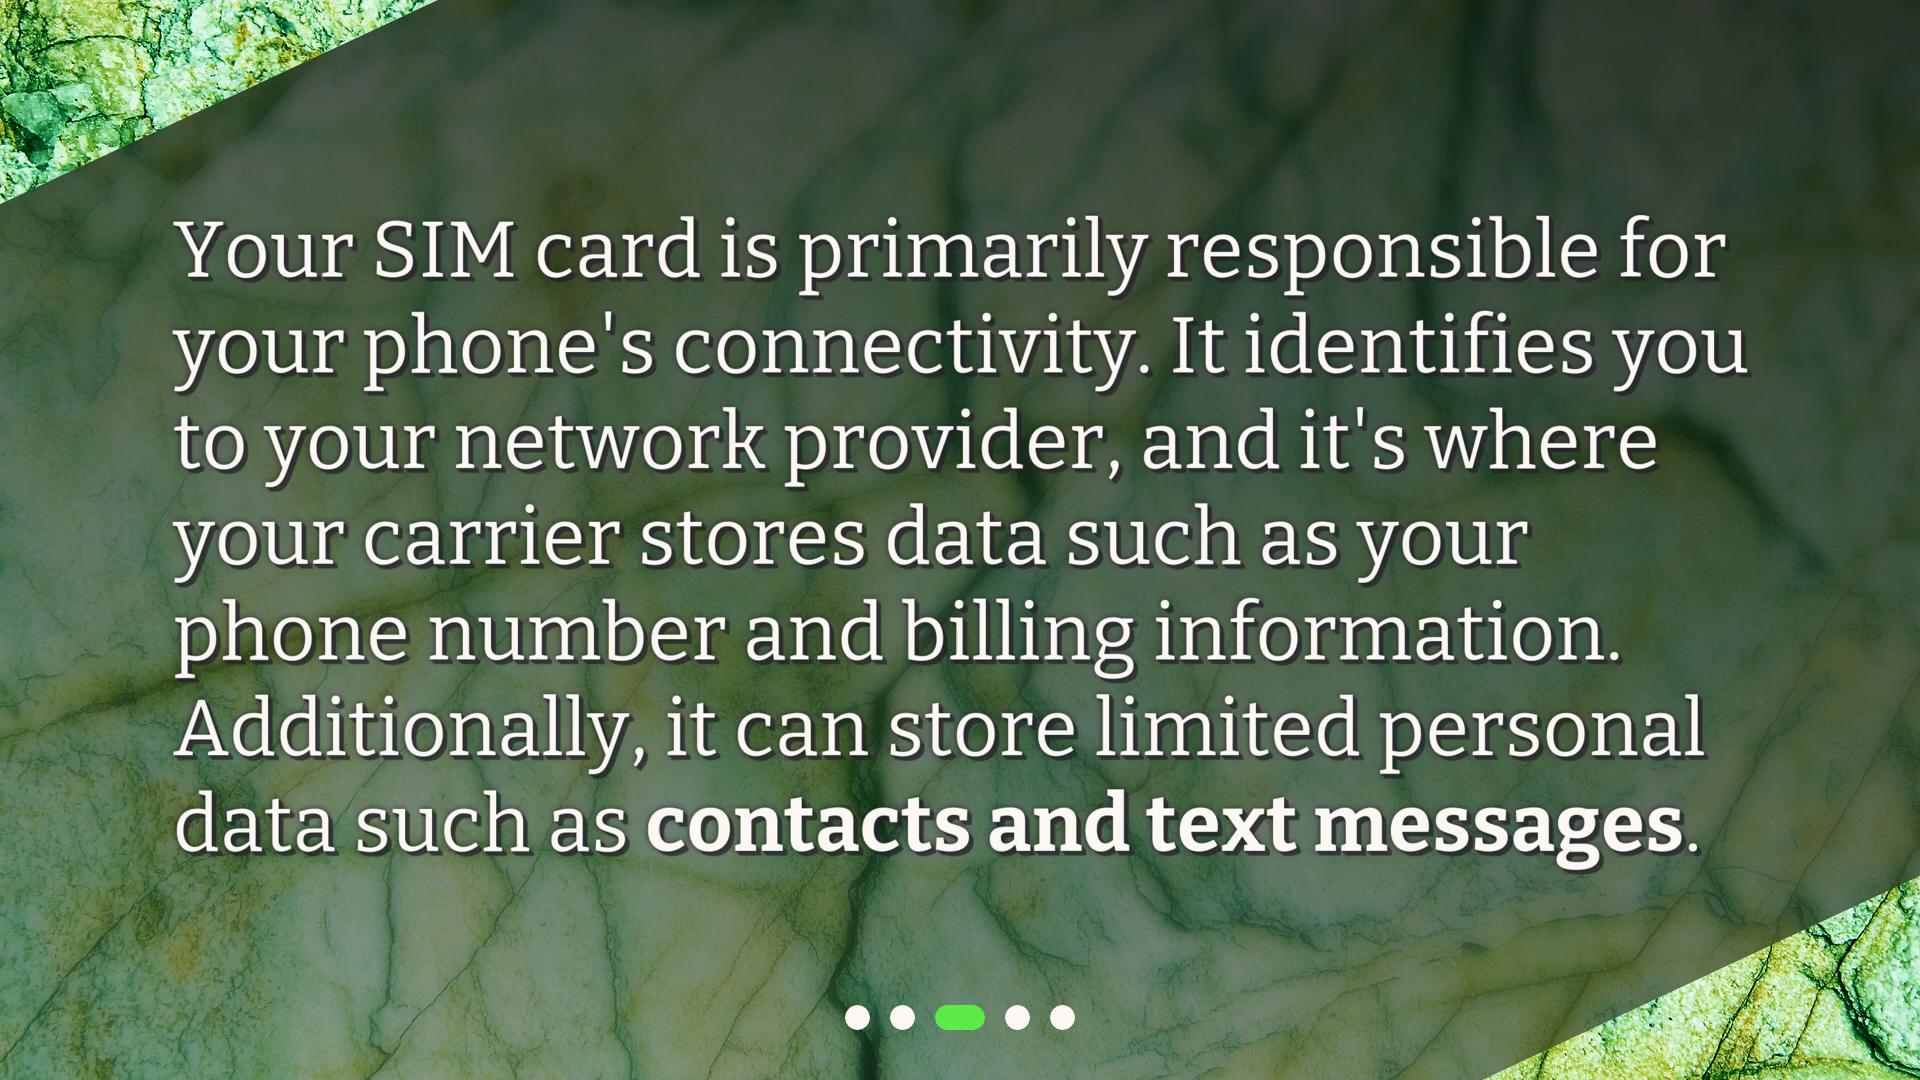 Your SIM card is primarily responsible for
your phone's connectivity. It identifies you
to your network provider, and it's where
your carrier stores data such as your
phone number and billing information.
Additionally, it can store limited personal
data such as contacts and text messages.